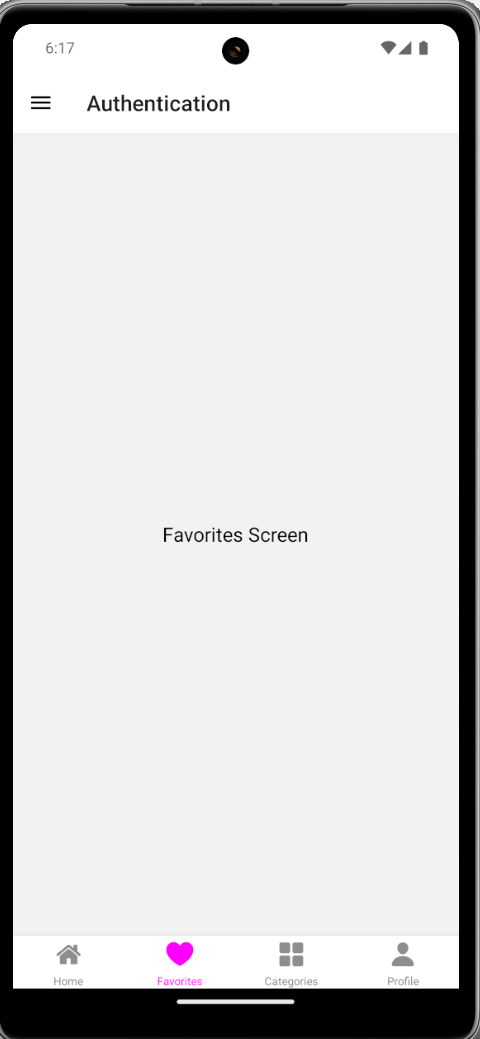 6:17
Authentication
Favorites Screen
Home
Favorites
Categories
Profile